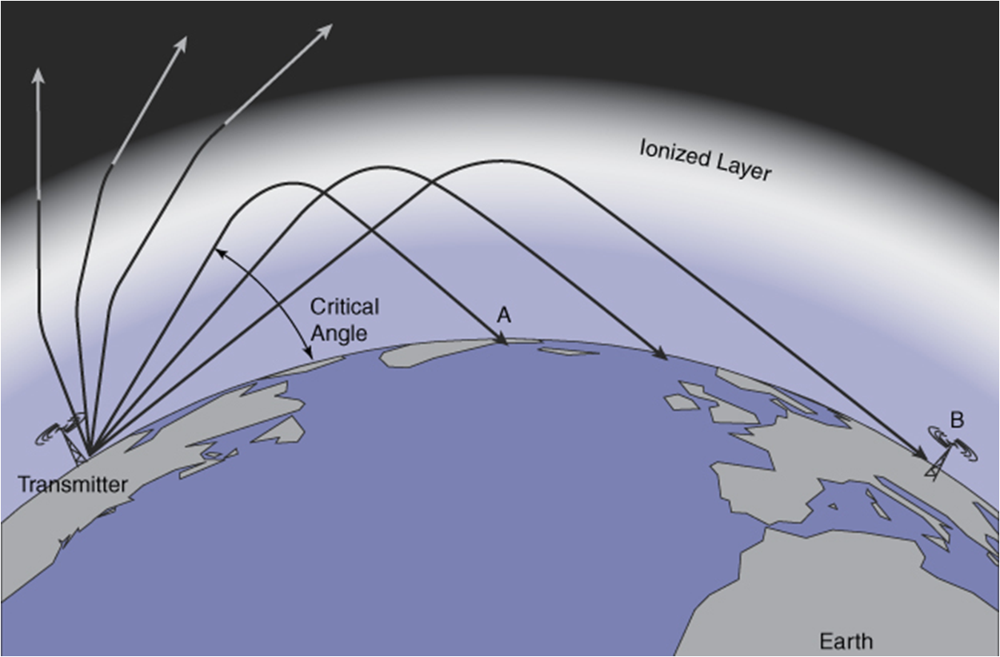 Ionized Layer
Critical
Angle
A
B
Transmitter
Earth